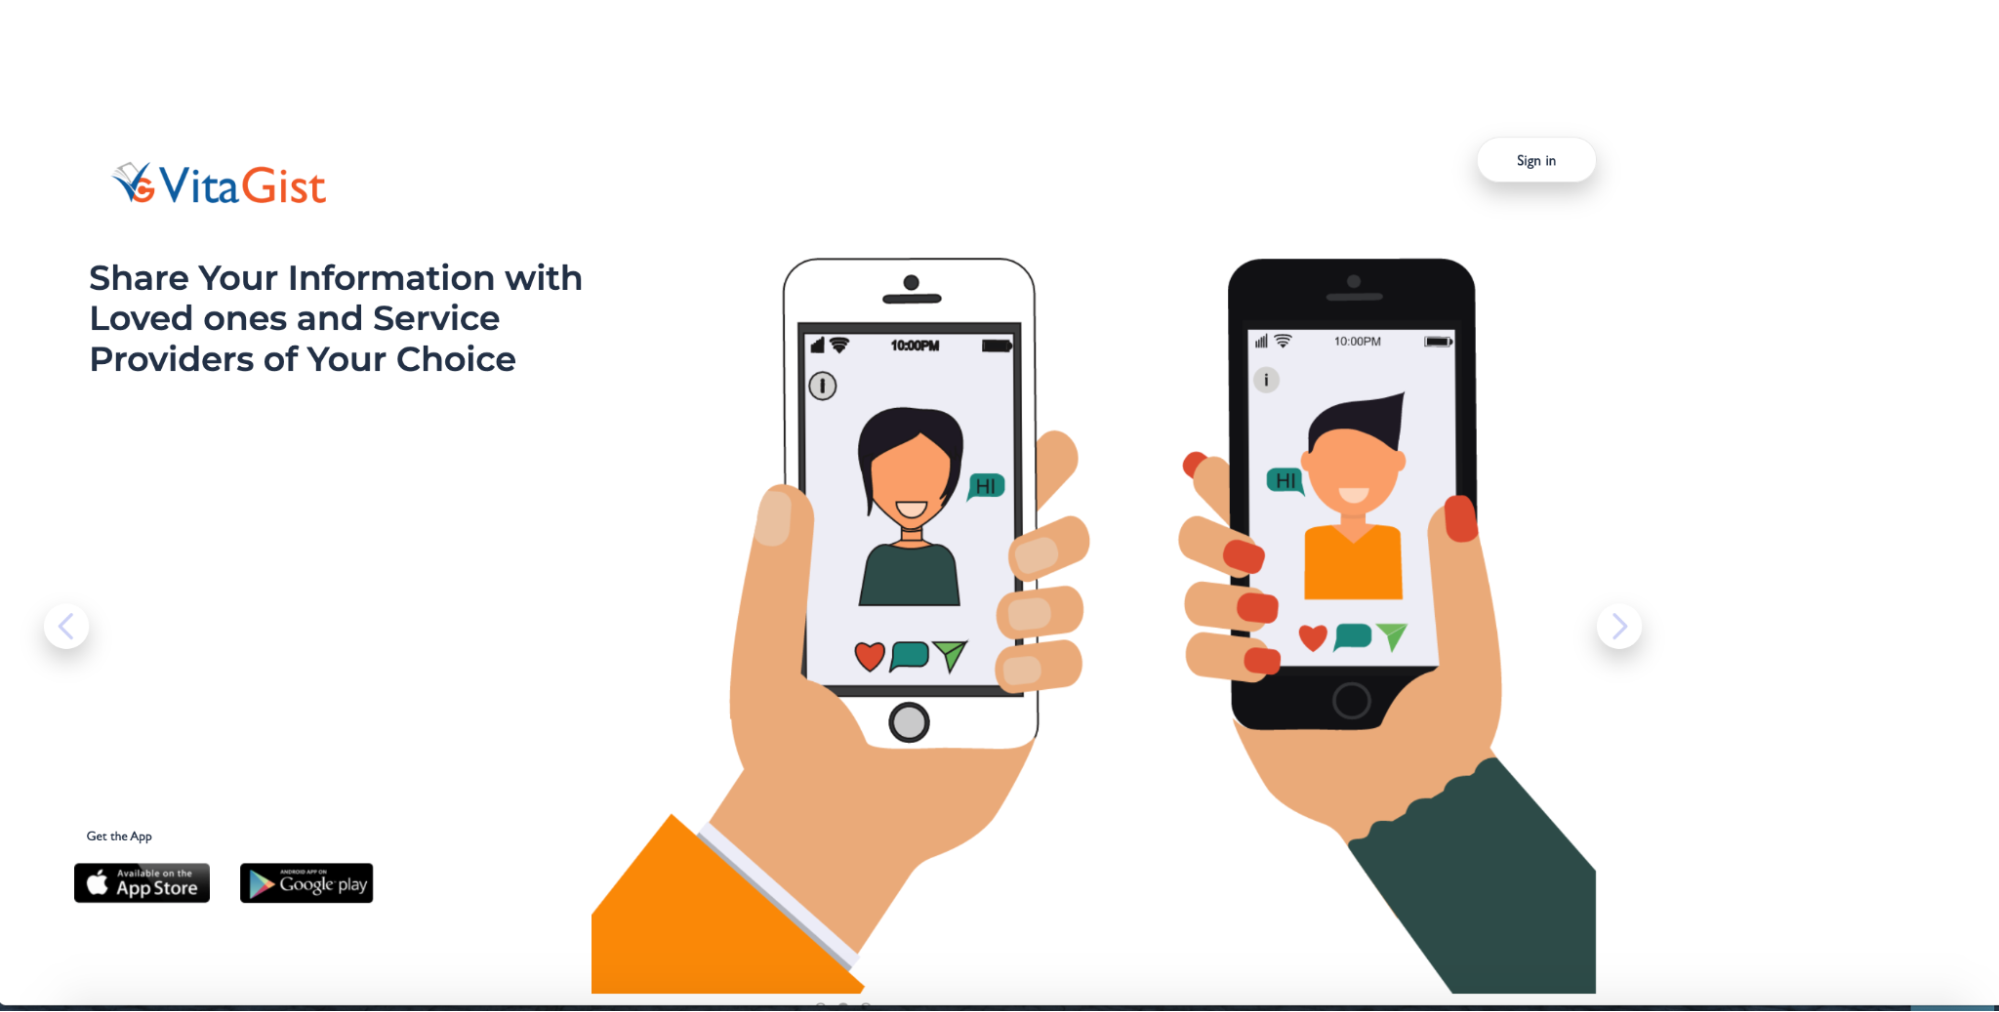 VitaGist
Sign in
Share Your Information with
Loved ones and Service
Providers of Your Choice
10:00PM
i
HI
10:00PM
i
HI
Get the App
Available on the
App Store
ANDROID APP ON
Google play